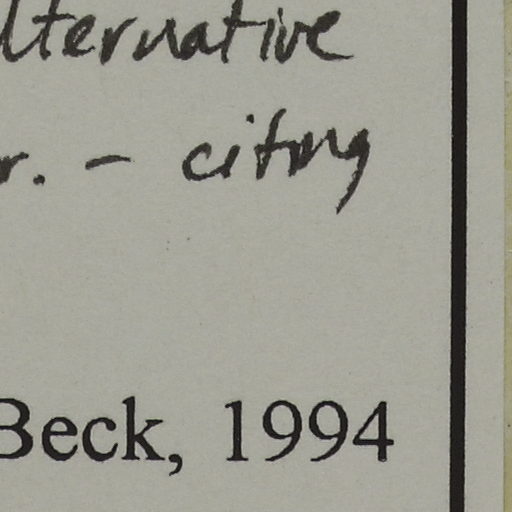 lternative
r. - citing
Beck, 1994